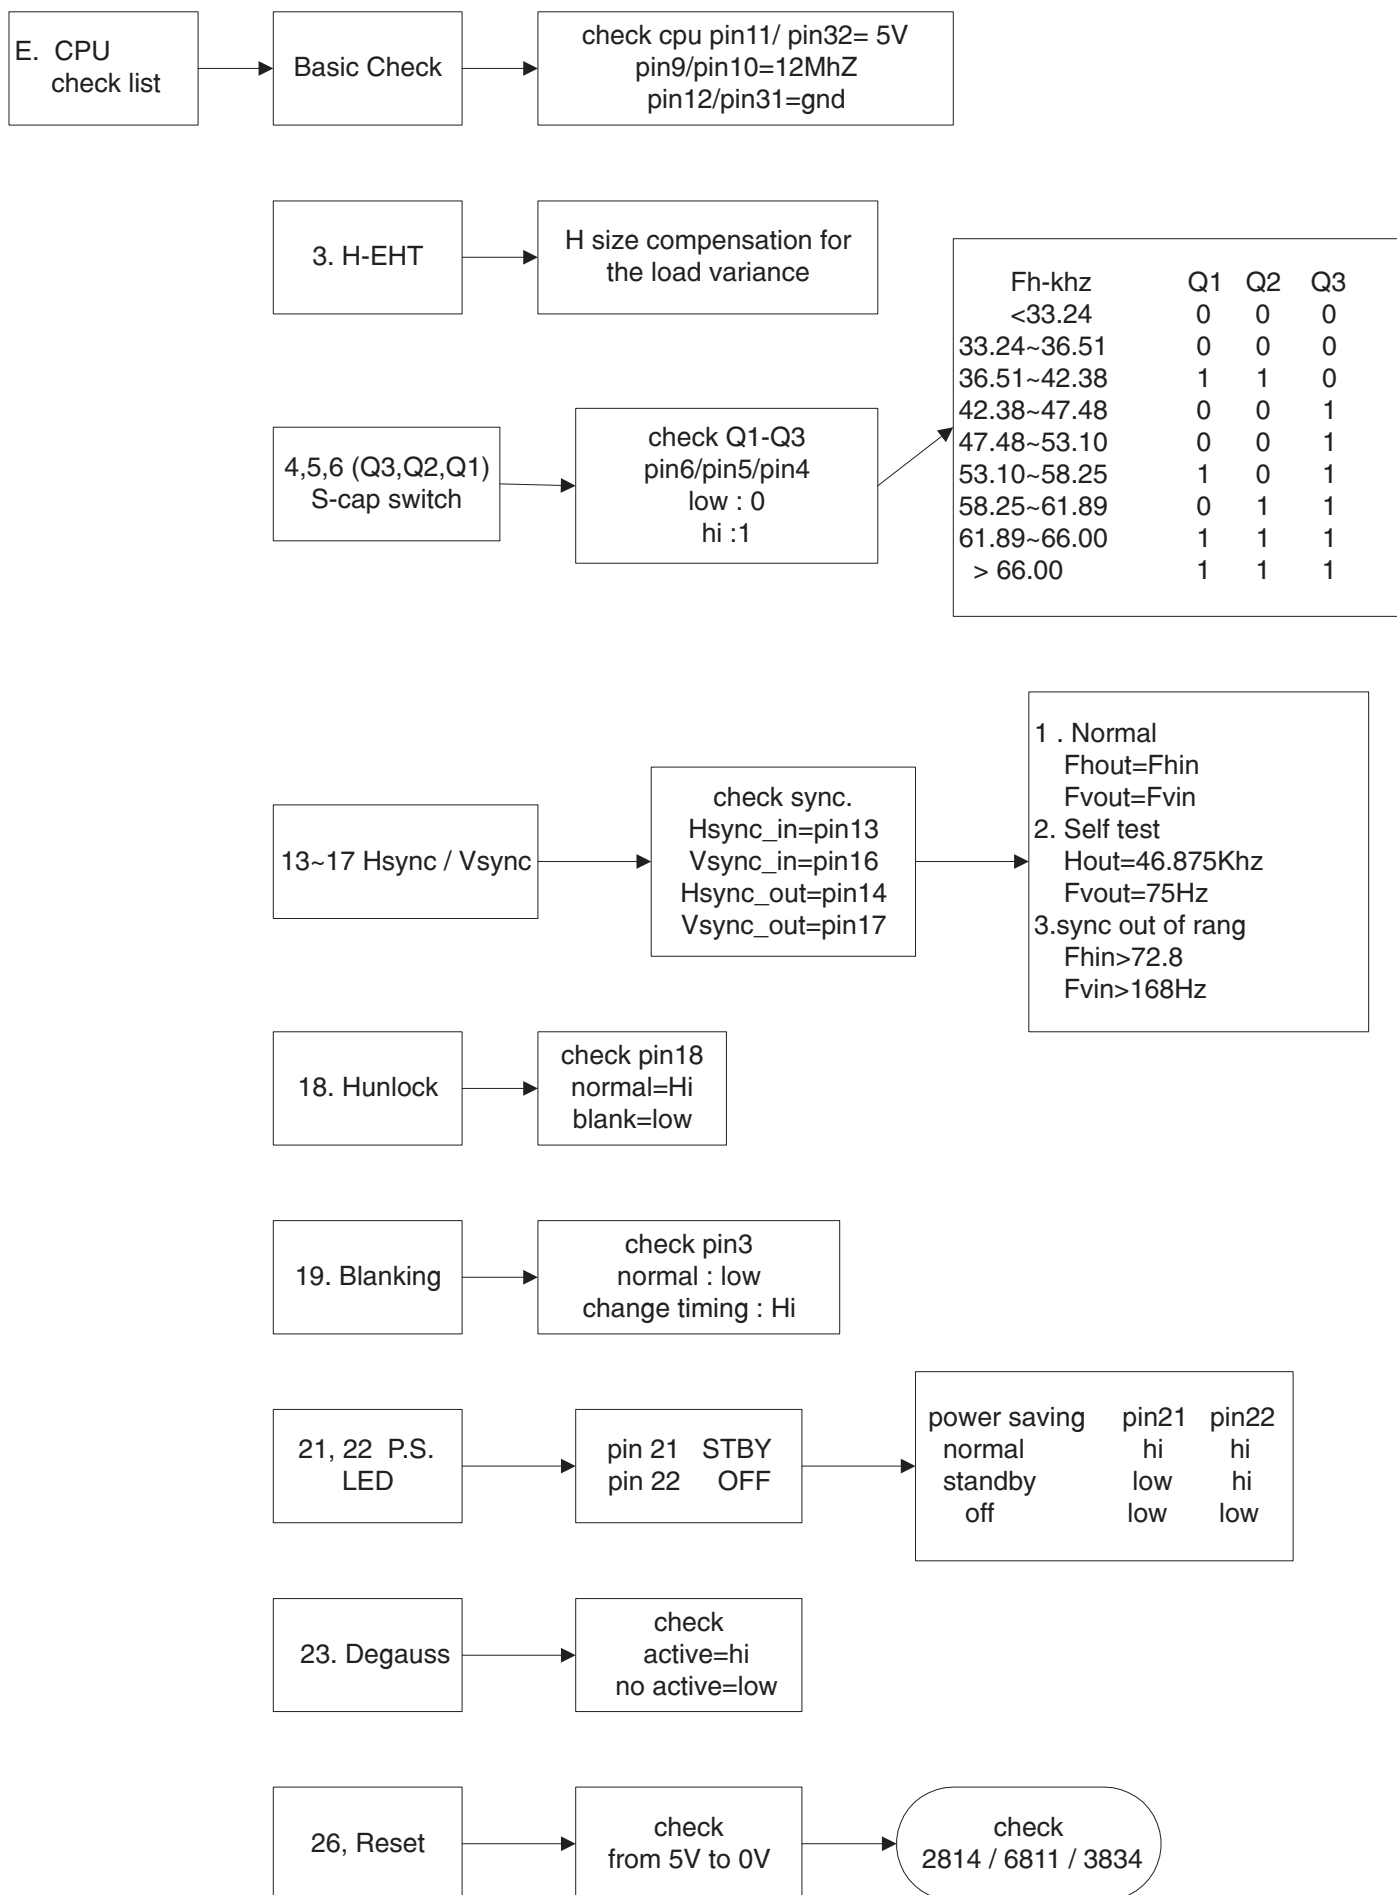 E. CPU
check list
Basic Check
check cpu pin11/ pin32= 5V
pin9/pin10=12MhZ
pin12/pin31=gnd
3. H-EHT
H size compensation for
the load variance
4,5,6 (Q3,Q2,Q1)
S-cap switch
check Q1-Q3
pin6/pin5/pin4
low : 0
hi :1
Fh-khz Q1 Q2 Q3
<33.24 0 0 0
33.24~36.51 0 0 0
36.51~42.38 1 1 0
42.38~47.48 0 0 1
47.48~53.10 0 0 1
53.10~58.25 1 0 1
58.25~61.89 0 1 1
61.89~66.00 1 1 1
> 66.00 1 1 1
13~17 Hsync / Vsync
check sync.
Hsync_in=pin13
Vsync_in=pin16
Hsync_out=pin14
Vsync_out=pin17
1 . Normal
Fhout=Fhin
Fvout=Fvin
2. Self test
Hout=46.875Khz
Fvout=75Hz
3.sync out of rang
Fhin>72.8
Fvin>168Hz
18. Hunlock
check pin18
normal=Hi
blank=low
19. Blanking
check pin3
normal : low
change timing : Hi
21, 22 P.S.
LED
pin 21 STBY
pin 22 OFF
power saving pin21 pin22
normal hi hi
standby low hi
off low low
23. Degauss
check
active=hi
no active=low
26, Reset
check
from 5V to 0V
check
2814 / 6811 / 3834